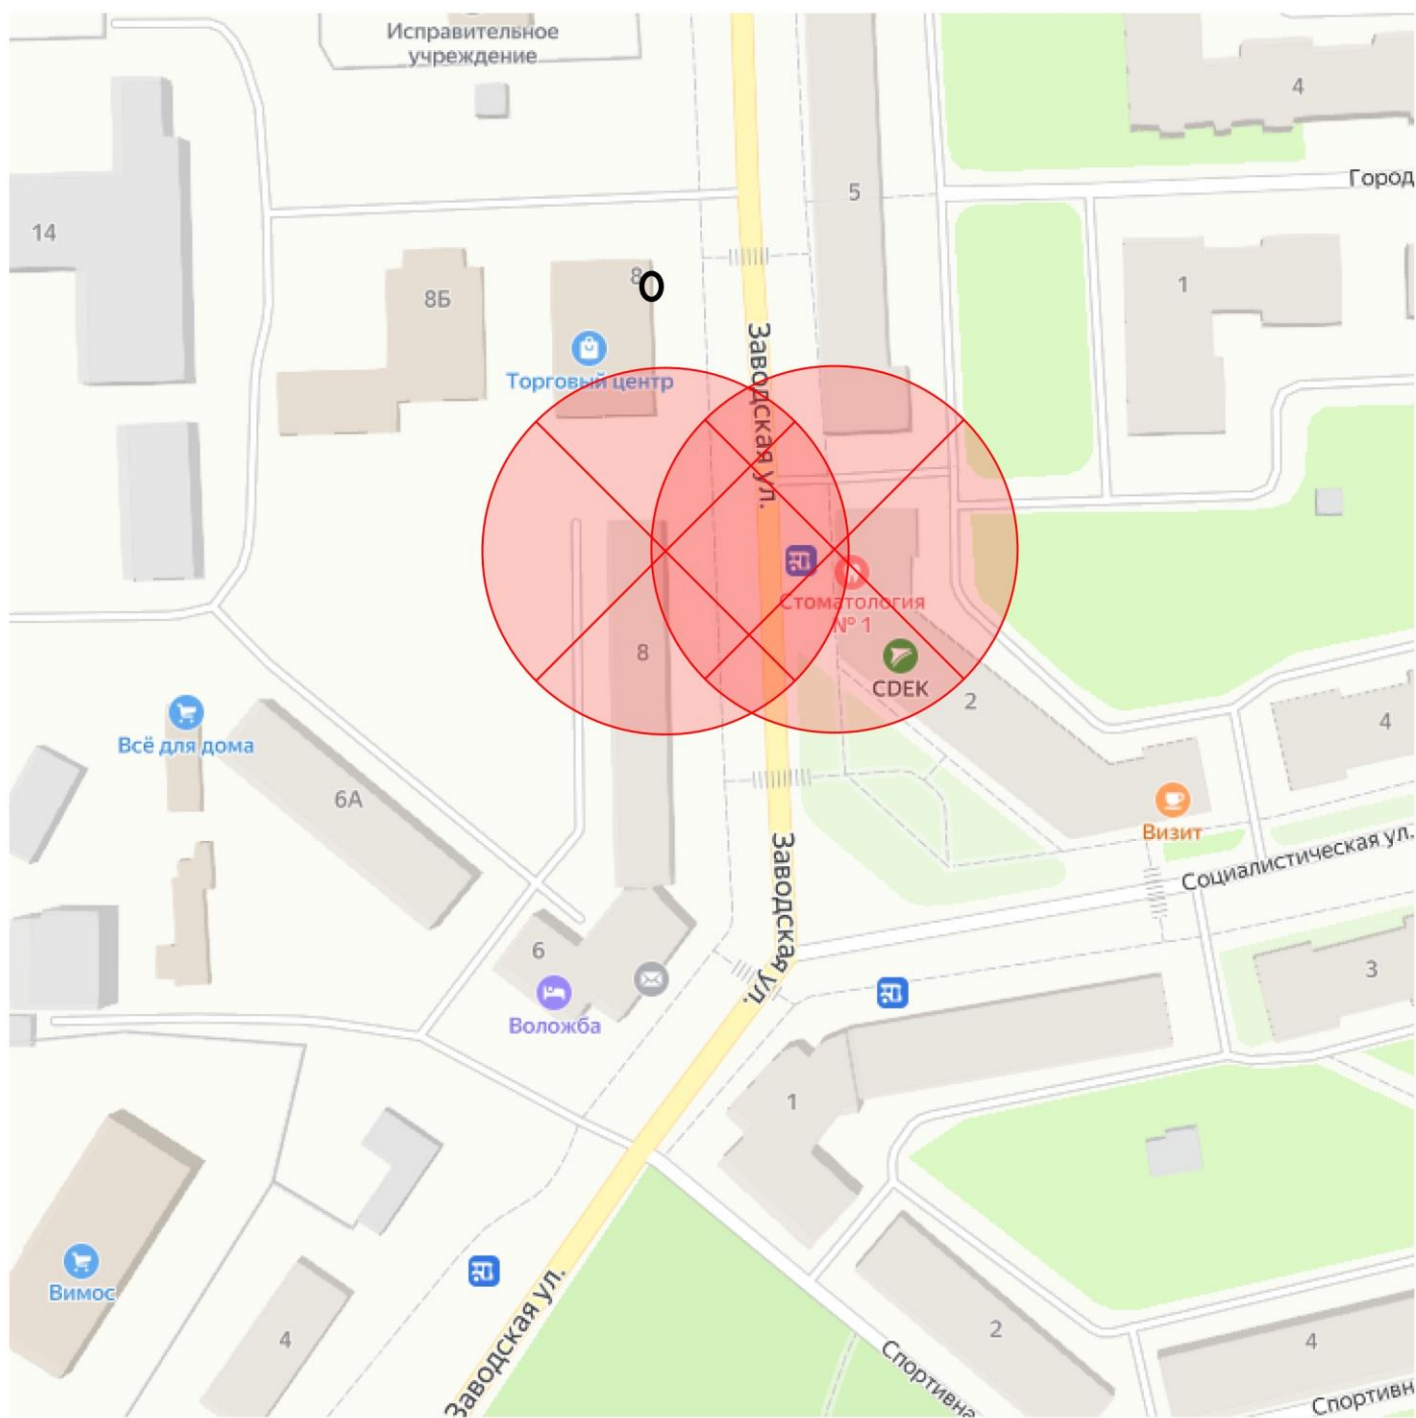 Исправительное
учреждение
4
Город
5
14
8
1
8Б
Торговый центр
Заводская ул.
Стоматология
№ 1
8
CDEK
2
4
Всё для дома
6А
Визит
Социалистическая ул.
Заводская ул.
6
Воложба
3
1
Вимос
4
Заводская ул.
2
4
Спортивна
Спортивн